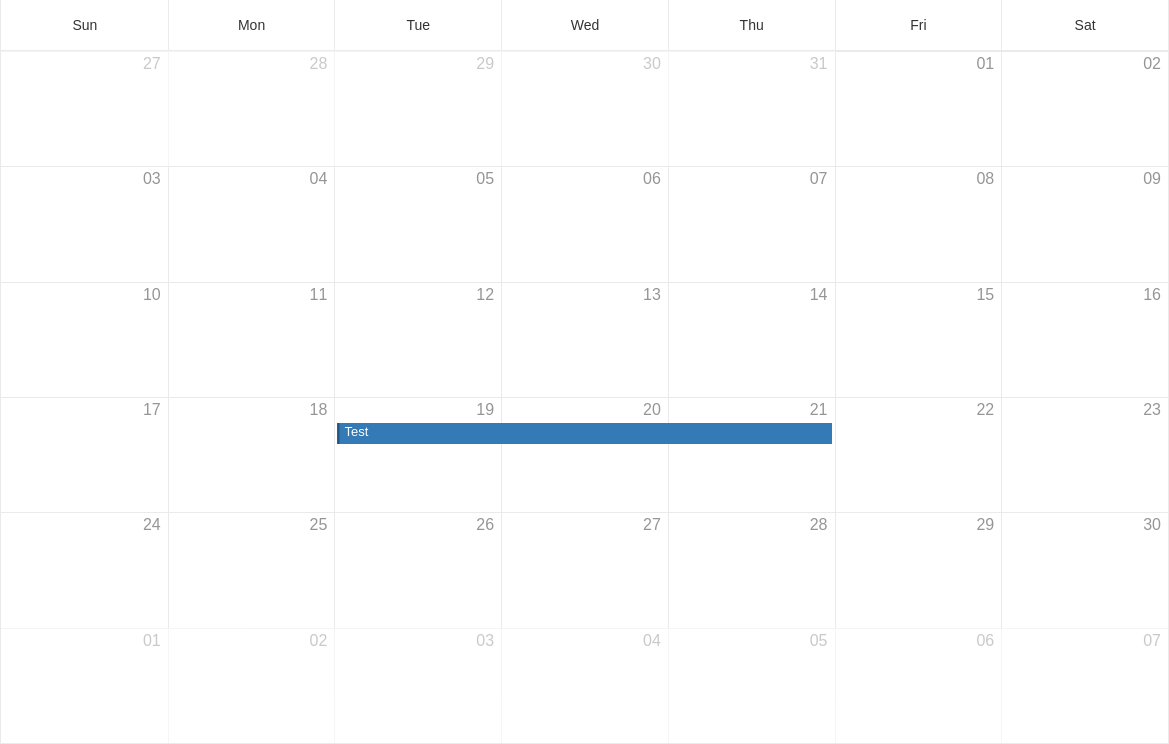 Sun Mon Tue Wed Thu Fri Sat
27 28 29 30 31 01 02
03 04 05 06 07 08 09
10 11 12 13 14 15 16
17 18 19 20 21 22 23
Test
24 25 26 27 28 29 30
01 02 03 04 05 06 07